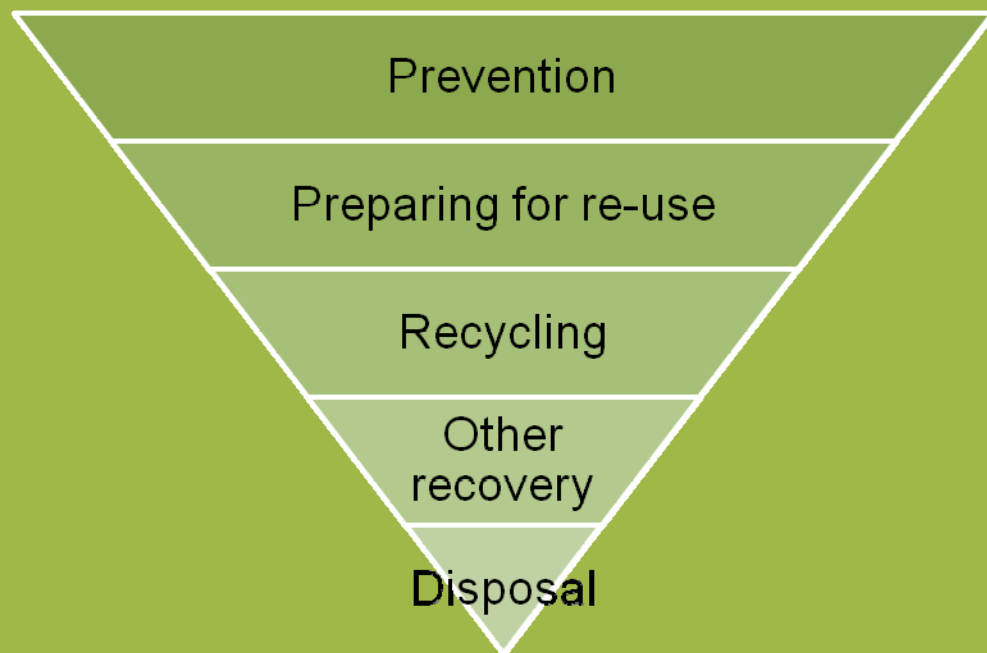 Prevention
Preparing for re-use
Recycling
Other
recovery
Disposal